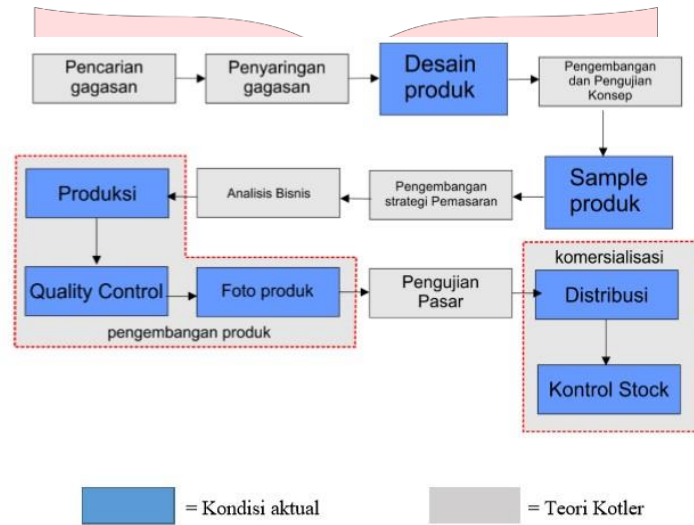 Pencarian
gagasan
Penyaringan
gagasan
Desain
produk
Pengembangan
dan Pengujian
Konsep
Produksi
Analisis Bisnis
Pengembangan
strategi Pemasaran
Sample
produk
Quality Control
Foto produk
pengembangan produk
Pengujian
Pasar
komersialisasi
Distribusi
Kontrol Stock
= Kondisi aktual
= Teori Kotler